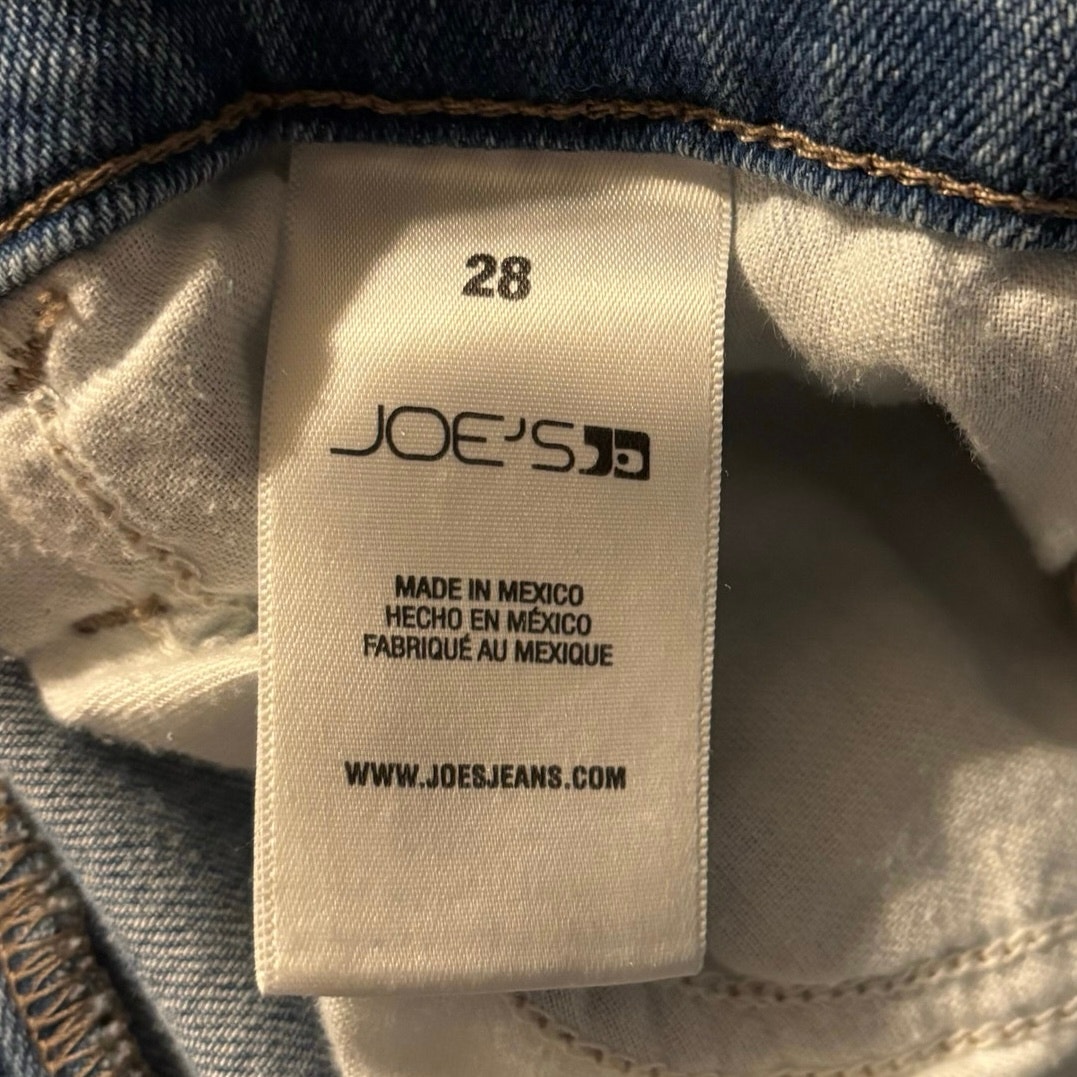 28
JOE'S
MADE IN MEXICO
HECHO EN MÉXICO
FABRIQUÉ AU MEXIQUE
WWW.JOESJEANS.COM